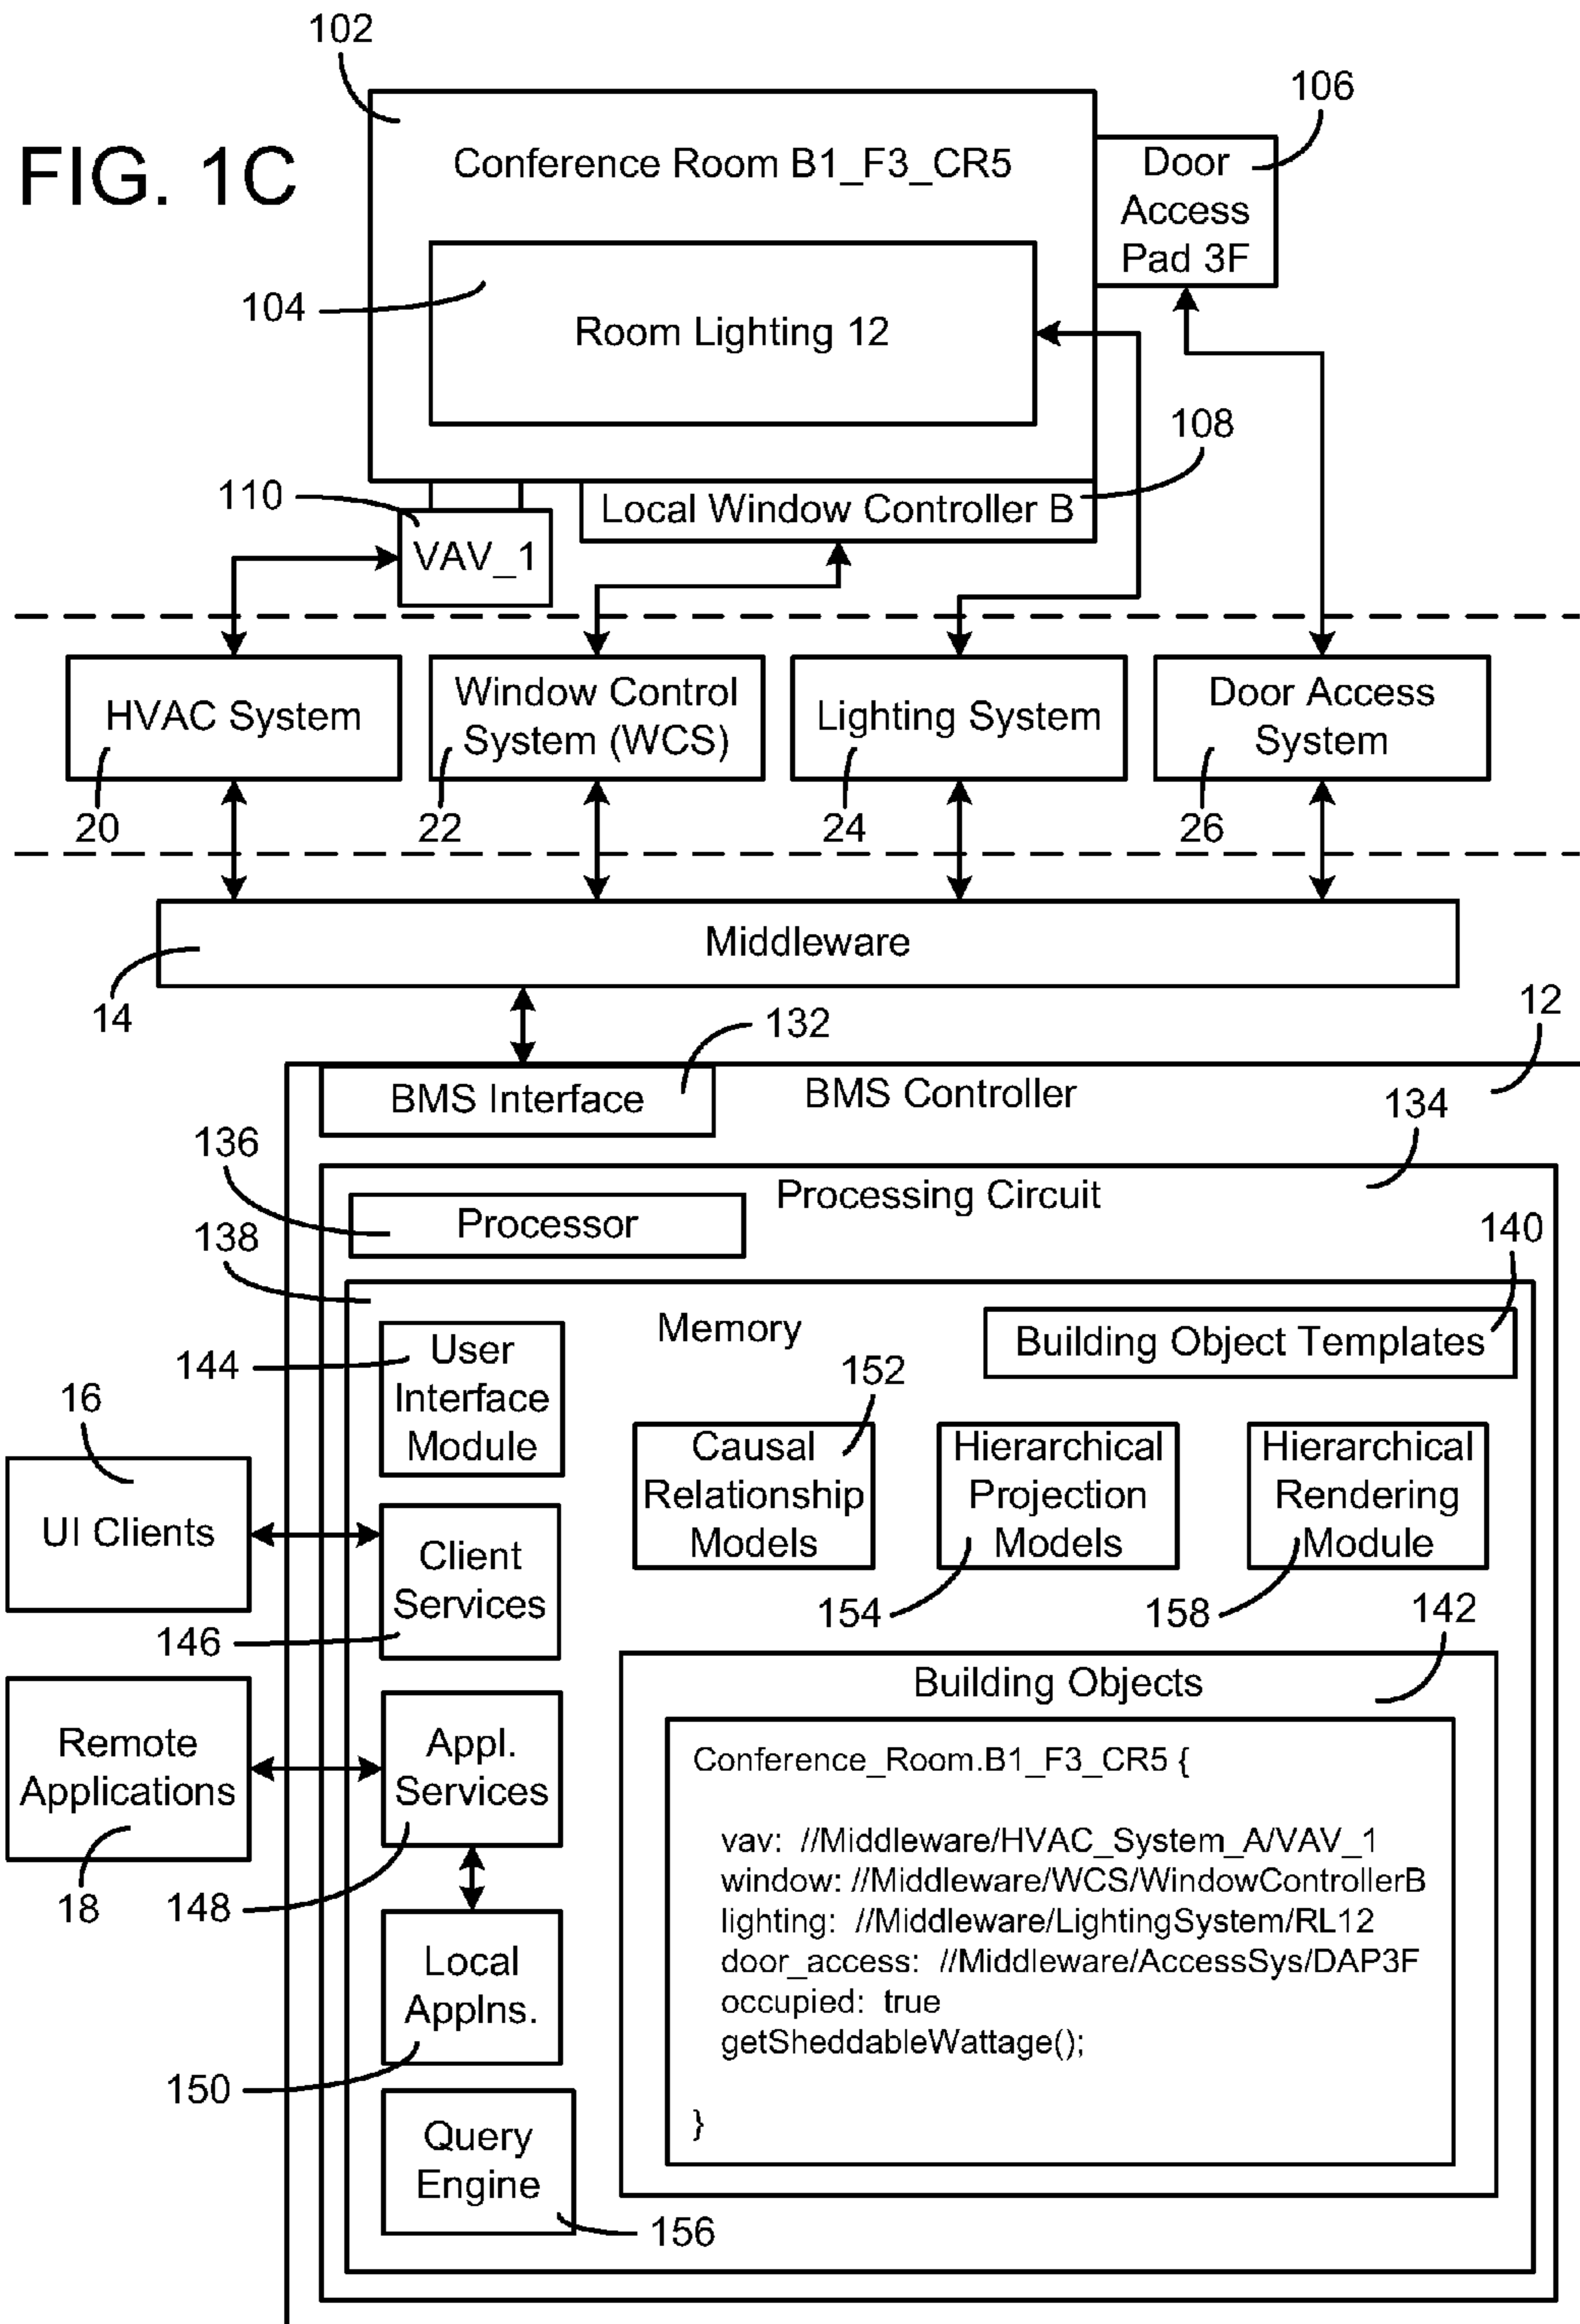 102
106
FIG. 1C
Conference Room B1_F3_CR5
Door
Access
Pad 3F
104
Room Lighting 12
108
110
Local Window Controller B
VAV_1
HVAC System
Window Control
System (WCS)
Lighting System
Door Access
System
20
22
24
26
Middleware
14
12
132
BMS Interface
BMS Controller
134
136
Processing Circuit
Processor
138
140
Memory
Building Object Templates
User
Interface
Module
144
152
16
Causal
Relationship
Models
Hierarchical
Projection
Models
Hierarchical
Rendering
Module
UI Clients
Client
Services
154
158
142
146
Building Objects
Remote
Applications
Appl.
Services
Conference_Room.B1_F3_CR5 {
vav: //Middleware/HVAC_System_A/VAV_1
window: //Middleware/WCS/WindowControllerB
lighting: //Middleware/LightingSystem/RL12
door_access: //Middleware/AccessSys/DAP3F
occupied: true
getSheddableWattage();
}
18
148
Local
Applns.
150
Query
Engine
156